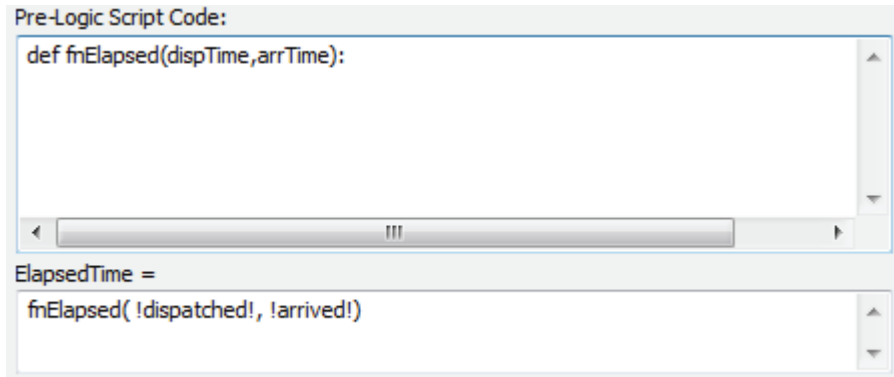 Pre-Logic Script Code:
def fnElapsed(dispTime,arrTime):
ElapsedTime =
fnElapsed( !dispatched!, !arrived!)